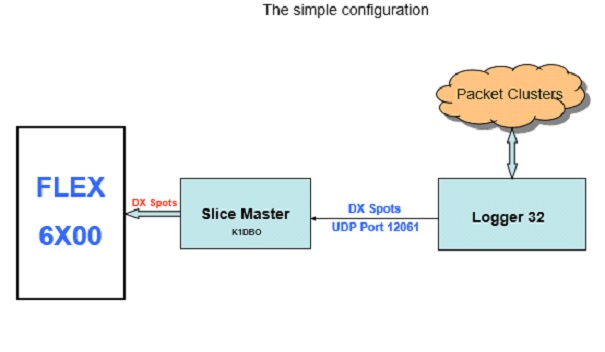 The simple configuration
Packet Clusters
FLEX
6X00
DX Spots
Slice Master
K1DBO
DX Spots
UDP Port 12061
Logger 32